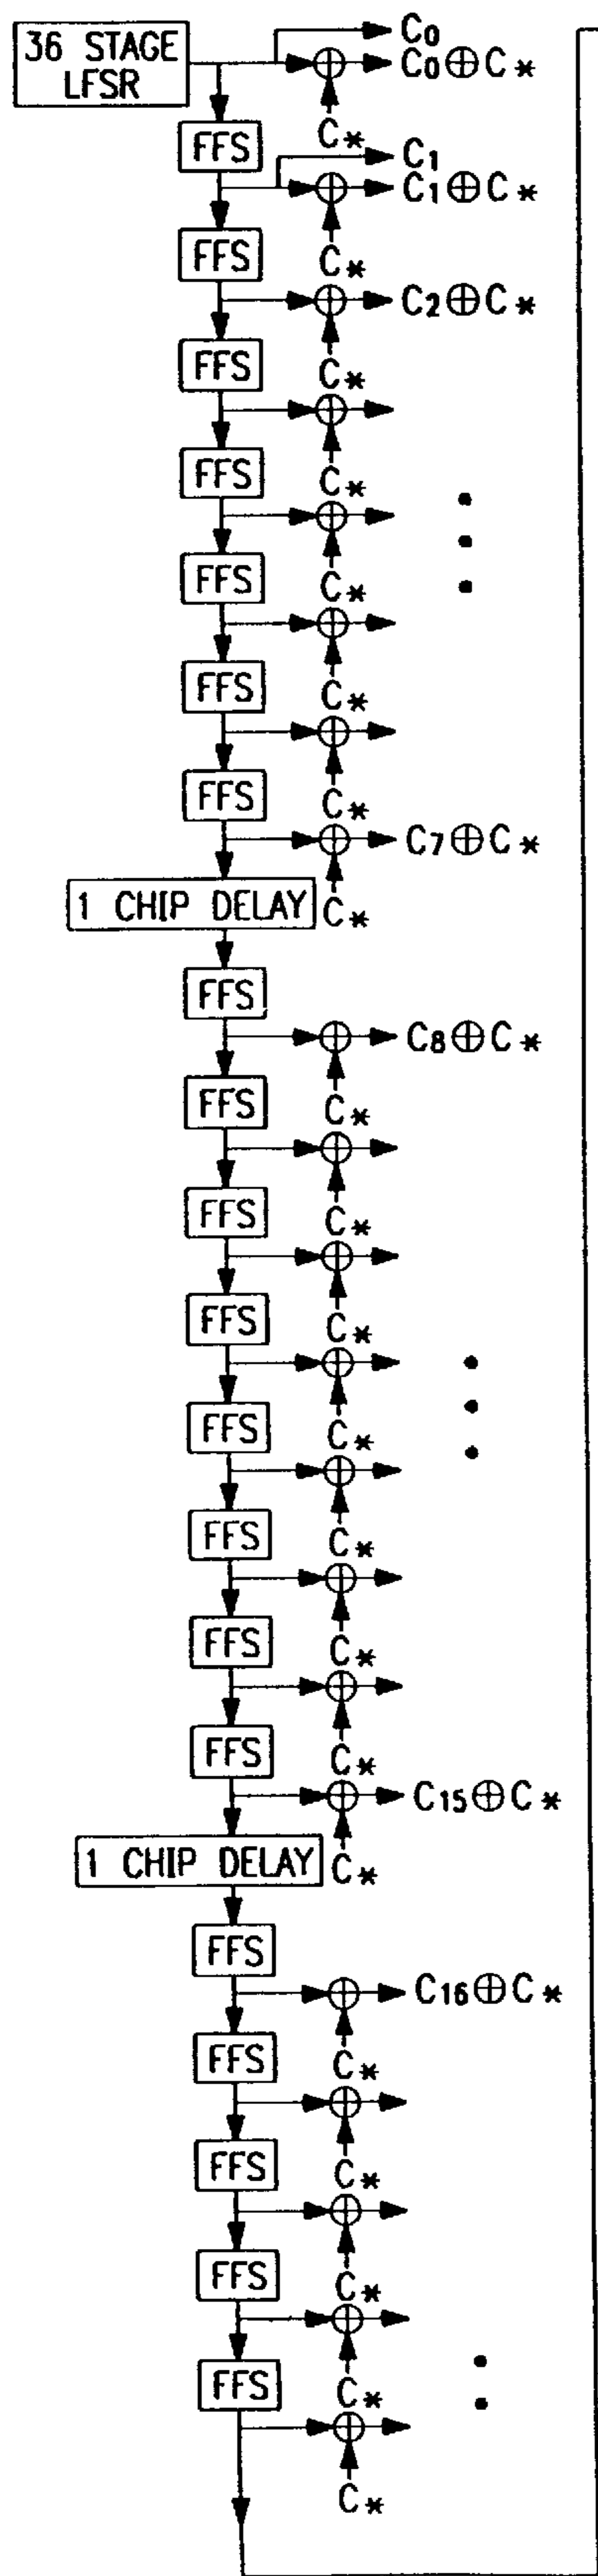 36 STAGE
LFSR
C₀
C₀ ⊕ C*
FFS C*
C₁
C₁ ⊕ C*
FFS C*
C₂ ⊕ C*
FFS C*
FFS C*
FFS C*
FFS C*
FFS C*
C₇ ⊕ C*
1 CHIP DELAY C*
FFS
C₈ ⊕ C*
FFS C*
FFS C*
FFS C*
FFS C*
FFS C*
FFS C*
FFS C*
C₁₅ ⊕ C*
1 CHIP DELAY C*
FFS
C₁₆ ⊕ C*
FFS C*
FFS C*
FFS C*
FFS C*
C*